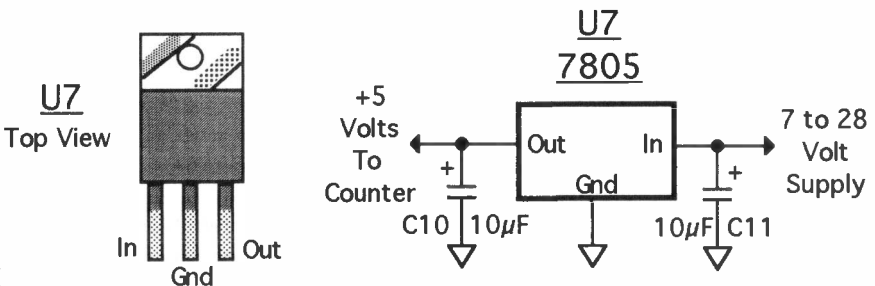 U7
Top View
In
Gnd
Out
U7
7805
+5
Volts
To
Counter
Out
In
Gnd
+
C10
10µF
+
10µF
C11
7 to 28
Volt
Supply